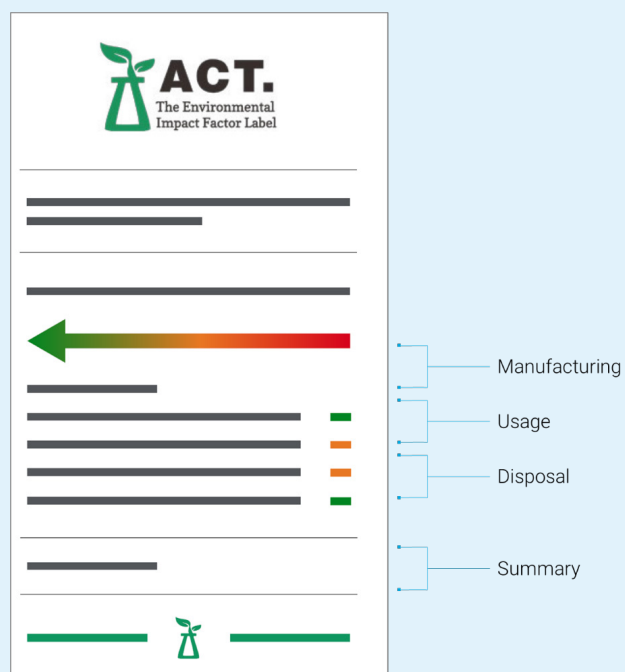 ACT.
The Environmental
Impact Factor Label
Manufacturing
Usage
Disposal
Summary